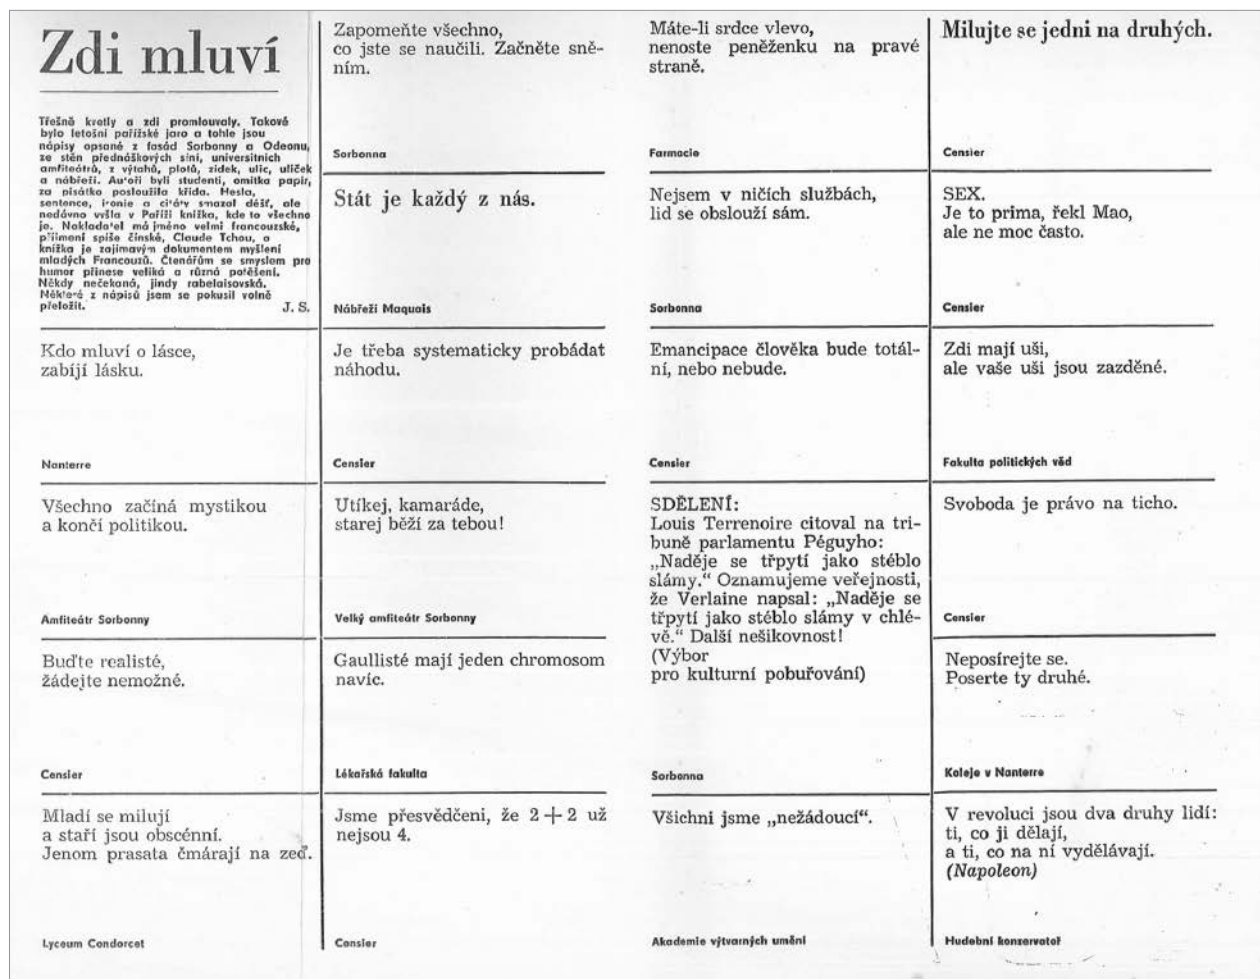 Zdi mluví
Třešně kvetly a zdi promlouvaly. Takové
bylo letošní pařížské jaro a tohle jsou
nápisy opsané z fasád Sorbonny a Odeonu,
ze stěn přednáškových síní, universitních
amfiteátrů, z výtahů, plotů, zídek, ulic, uliček
a nábřeží. Autoři byli studenti, omítka papír,
za písátko posloužila křída. Hesla,
sentence, ironie a citáty smazal déšť, ale
nedávno vyšla v Paříži knížka, kde to všechno
je. Nakladatel má jméno velmi francouzské,
příjmení spíše čínské, Claude Tchou, a
knížka je zajímavým dokumentem myšlení
mladých Francouzů. Čtenářům se smyslem pro
humor přinese veliká a různá potěšení.
Někdy nečekaná, jindy rabelaisovská.
Některé z nápisů jsem se pokusil volně
přeložit. J. S.
Kdo mluví o lásce,
zabíjí lásku.
Nanterre
Všechno začíná mystikou
a končí politikou.
Amfiteátr Sorbonny
Buďte realisté,
žádejte nemožné.
Censier
Mladí se milují
a staří jsou obscénní.
Jenom prasata čmárají na zeď.
Lyceum Condorcet
Zapomeňte všechno,
co jste se naučili. Začněte sně-
ním.
Sorbonna
Stát je každý z nás.
Nábřeží Maquais
Je třeba systematicky probádat
náhodu.
Censier
Utíkej, kamaráde,
starej běží za tebou!
Velký amfiteátr Sorbonny
Gaullisté mají jeden chromosom
navíc.
Lékařská fakulta
Jsme přesvědčeni, že 2+2 už
nejsou 4.
Censier
Máte-li srdce vlevo,
nenoste peněženku na pravé
straně.
Farmacie
Nejsem v ničích službách,
lid se obslouží sám.
Sorbonna
Emancipace člověka bude totál-
ní, nebo nebude.
Censier
SDĚLENÍ:
Louis Terrenoire citoval na tri-
buně parlamentu Péguyho:
„Naděje se třpytí jako stéblo
slámy.“ Oznamujeme veřejnosti,
že Verlaine napsal: „Naděje se
třpytí jako stéblo slámy v chlé-
vě.“ Další nešikovnost!
(Výbor
pro kulturní pobuřování)
Sorbonna
Všichni jsme „nežádoucí“.
Akademie výtvarných umění
Milujte se jedni na druhých.
Censier
SEX.
Je to prima, řekl Mao,
ale ne moc často.
Censier
Zdi mají uši,
ale vaše uši jsou zazděné.
Fakulta politických věd
Svoboda je právo na ticho.
Censier
Neposírejte se.
Poserte ty druhé.
Koleje v Nanterre
V revoluci jsou dva druhy lidí:
ti, co ji dělají,
a ti, co na ní vydělávají.
(Napoleon)
Hudební konzervatoř